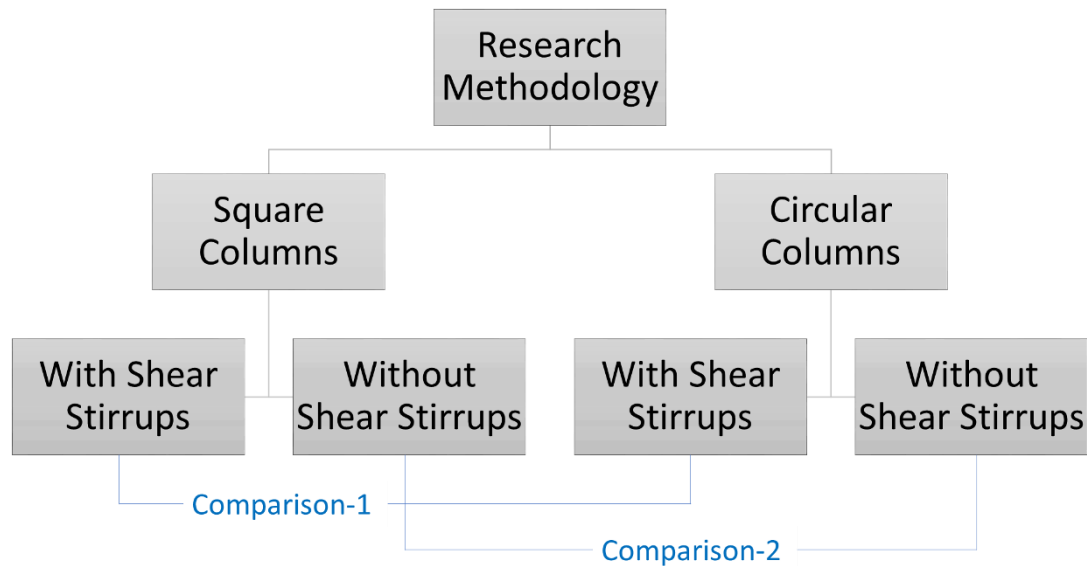 Research
Methodology
Square
Columns
Circular
Columns
With Shear
Stirrups
Without
Shear Stirrups
With Shear
Stirrups
Without
Shear Stirrups
Comparison-1
Comparison-2